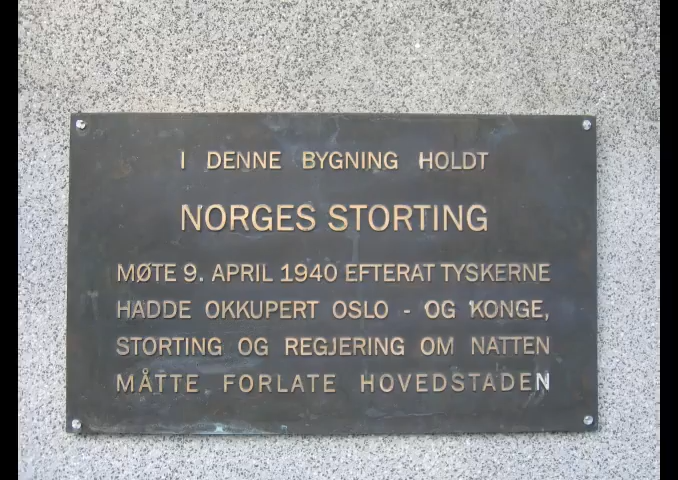 I DENNE BYGNING HOLDT
NORGES STORTING
MØTE 9. APRIL 1940 EFTERAT TYSKERNE
HADDE OKKUPERT OSLO - OG KONGE,
STORTING OG REGJERING OM NATTEN
MÅTTE FORLATE HOVEDSTADEN